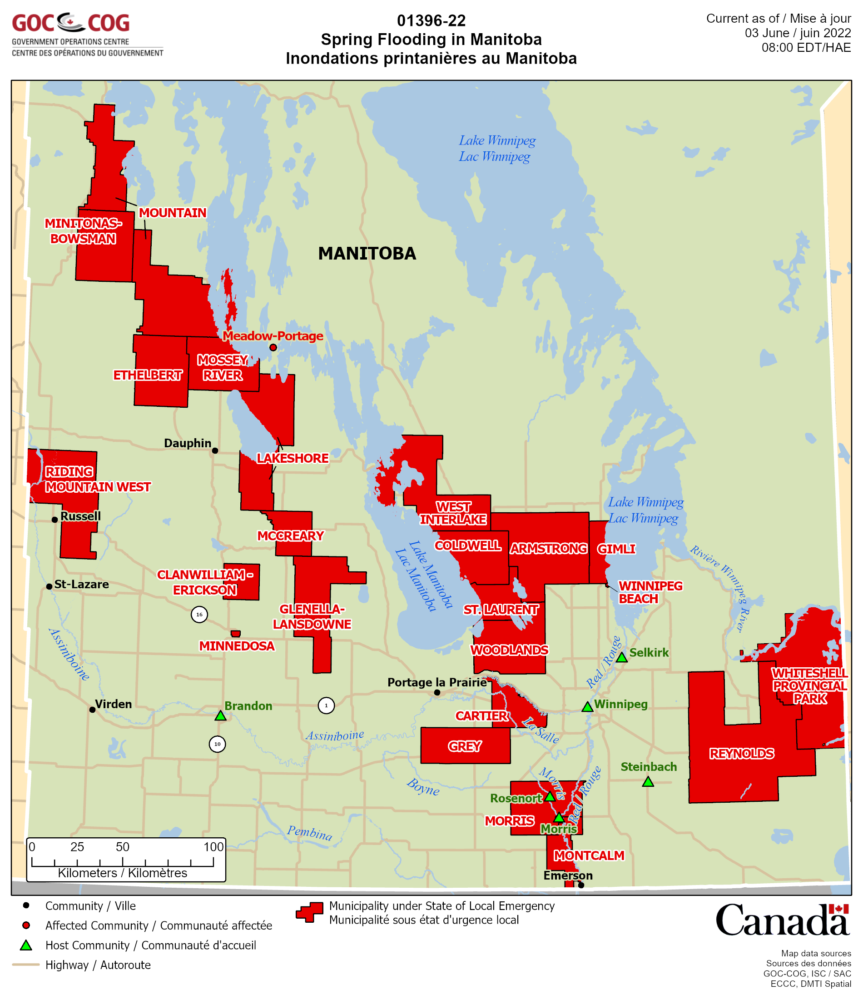 GOC COG
GOVERNMENT OPERATIONS CENTRE
CENTRE DES OPÉRATIONS DU GOUVERNEMENT
01396-22
Spring Flooding in Manitoba
Inondations printanières au Manitoba
Current as of / Mise à jour
03 June / juin 2022
08:00 EDT/HAE
Lake Winnipeg
Lac Winnipeg
MOUNTAIN
MINITONAS-
BOWSMAN
MANITOBA
Meadow-Portage
MOSSEY
RIVER
ETHELBERT
Dauphin
LAKESHORE
RIDING
MOUNTAIN WEST
Russell
WEST
INTERLAKE
Lake Winnipeg
Lac Winnipeg
MCCREARY
COLDWELL
ARMSTRONG
GIMLI
Lake Manitoba
Lac Manitoba
Rivière Winnipeg River
CLANWILLIAM -
ERICKSON
St-Lazare
WINNIPEG
BEACH
GLENELLA-
LANSDOWNE
ST. LAURENT
16
MINNEDOSA
WOODLANDS
Assiniboine
Red / Rouge
Selkirk
WHITESHELL
PROVINCIAL
PARK
Portage la Prairie
Virden
Brandon
1
Winnipeg
CARTIER
La Salle
Assiniboine
10
GREY
REYNOLDS
Steinbach
Morris
Red / Rouge
Boyne
Rosenort
MORRIS
Morris
Pembina
MONTCALM
Emerson
0 25 50 100
Kilometers / Kilomètres
Community / Ville
Affected Community / Communauté affectée
Host Community / Communauté d'accueil
Highway / Autoroute
Municipality under State of Local Emergency
Municipalité sous état d'urgence local
Canada
Map data sources
Sources des données
GOC-COG, ISC / SAC
ECCC, DMTI Spatial